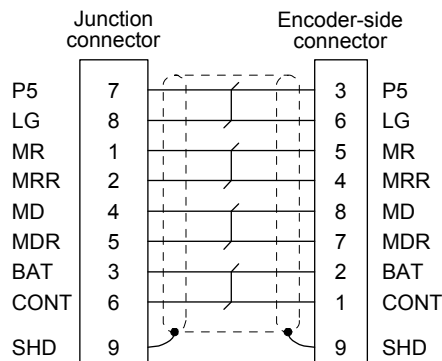 Junction connector
Encoder-side connector
P5 7 3 P5
LG 8 6 LG
MR 1 5 MR
MRR 2 4 MRR
MD 4 8 MD
MDR 5 7 MDR
BAT 3 2 BAT
CONT 6 1 CONT
SHD 9 9 SHD